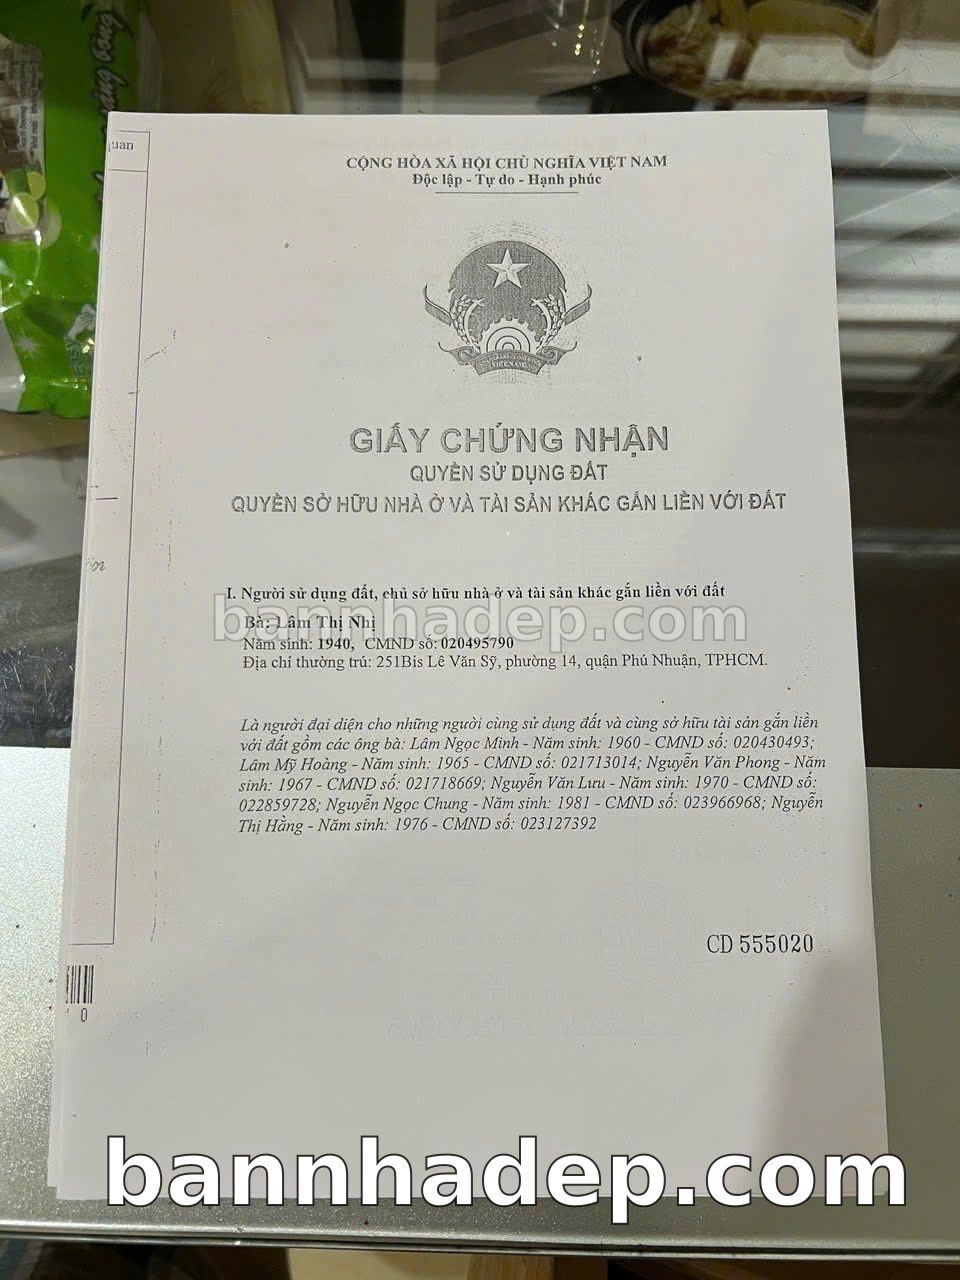 uan
CỘNG HÒA XÃ HỘI CHỦ NGHĨA VIỆT NAM
Độc lập - Tự do - Hạnh phúc
VIỆT NAM
GIẤY CHỨNG NHẬN
QUYỀN SỬ DỤNG ĐẤT
QUYỀN SỞ HỮU NHÀ Ở VÀ TÀI SẢN KHÁC GẮN LIỀN VỚI ĐẤT
I. Người sử dụng đất, chủ sở hữu nhà ở và tài sản khác gắn liền với đất
bannhadep.com
Bà: Lâm Thị Nhị
Năm sinh: 1940, CMND số: 020495790
Địa chỉ thường trú: 251Bis Lê Văn Sỹ, phường 14, quận Phú Nhuận, TPHCM.
Là người đại diện cho những người cùng sử dụng đất và cùng sở hữu tài sản gắn liền
với đất gồm các ông bà: Lâm Ngọc Minh - Năm sinh: 1960 - CMND số: 020430493;
Lâm Mỹ Hoàng - Năm sinh: 1965 - CMND số: 021713014; Nguyễn Văn Phong - Năm
sinh: 1967 - CMND số: 021718669; Nguyễn Văn Lưu - Năm sinh: 1970 - CMND số:
022859728; Nguyễn Ngọc Chung - Năm sinh: 1981 - CMND số: 023966968; Nguyễn
Thị Hằng - Năm sinh: 1976 - CMND số: 023127392
CD 555020
0
bannhadep.com